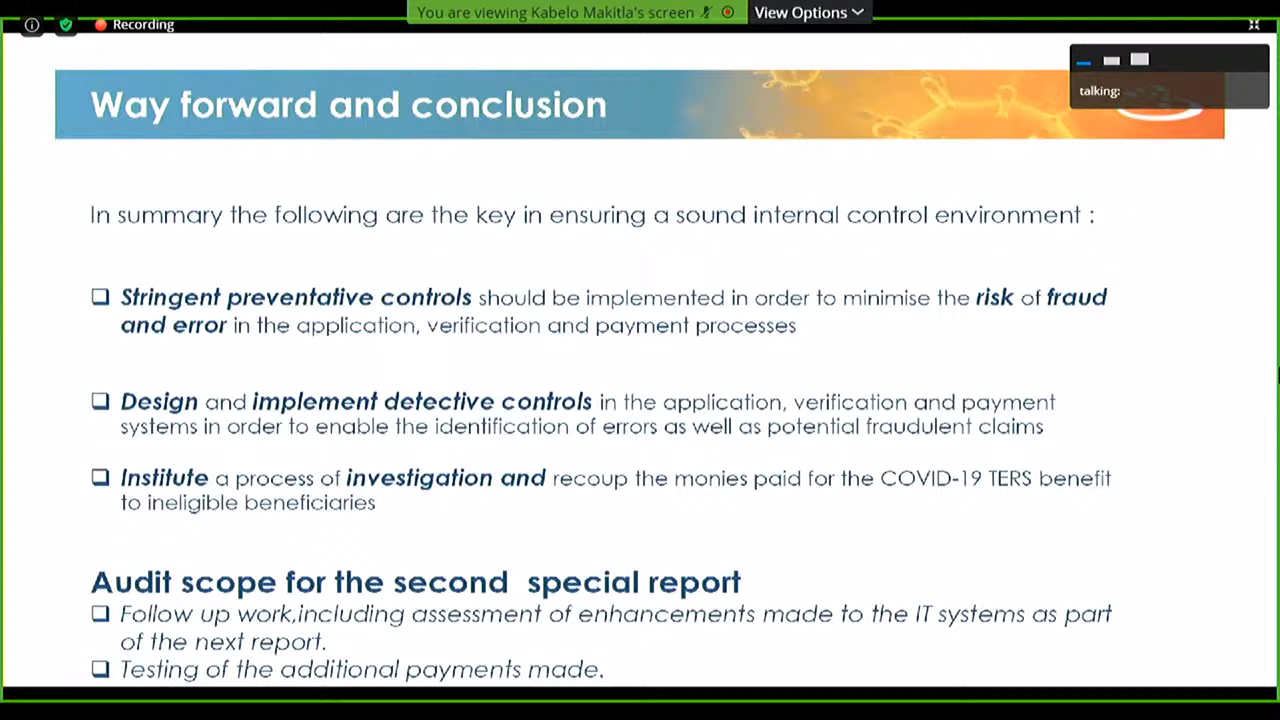 You are viewing Kabelo Makitla's screen
View Options
Recording
talking:
Way forward and conclusion
In summary the following are the key in ensuring a sound internal control environment :
Stringent preventative controls should be implemented in order to minimise the risk of fraud
and error in the application, verification and payment processes
Design and implement detective controls in the application, verification and payment
systems in order to enable the identification of errors as well as potential fraudulent claims
Institute a process of investigation and recoup the monies paid for the COVID-19 TERS benefit
to ineligible beneficiaries
Audit scope for the second special report
Follow up work,including assessment of enhancements made to the IT systems as part
of the next report.
Testing of the additional payments made.